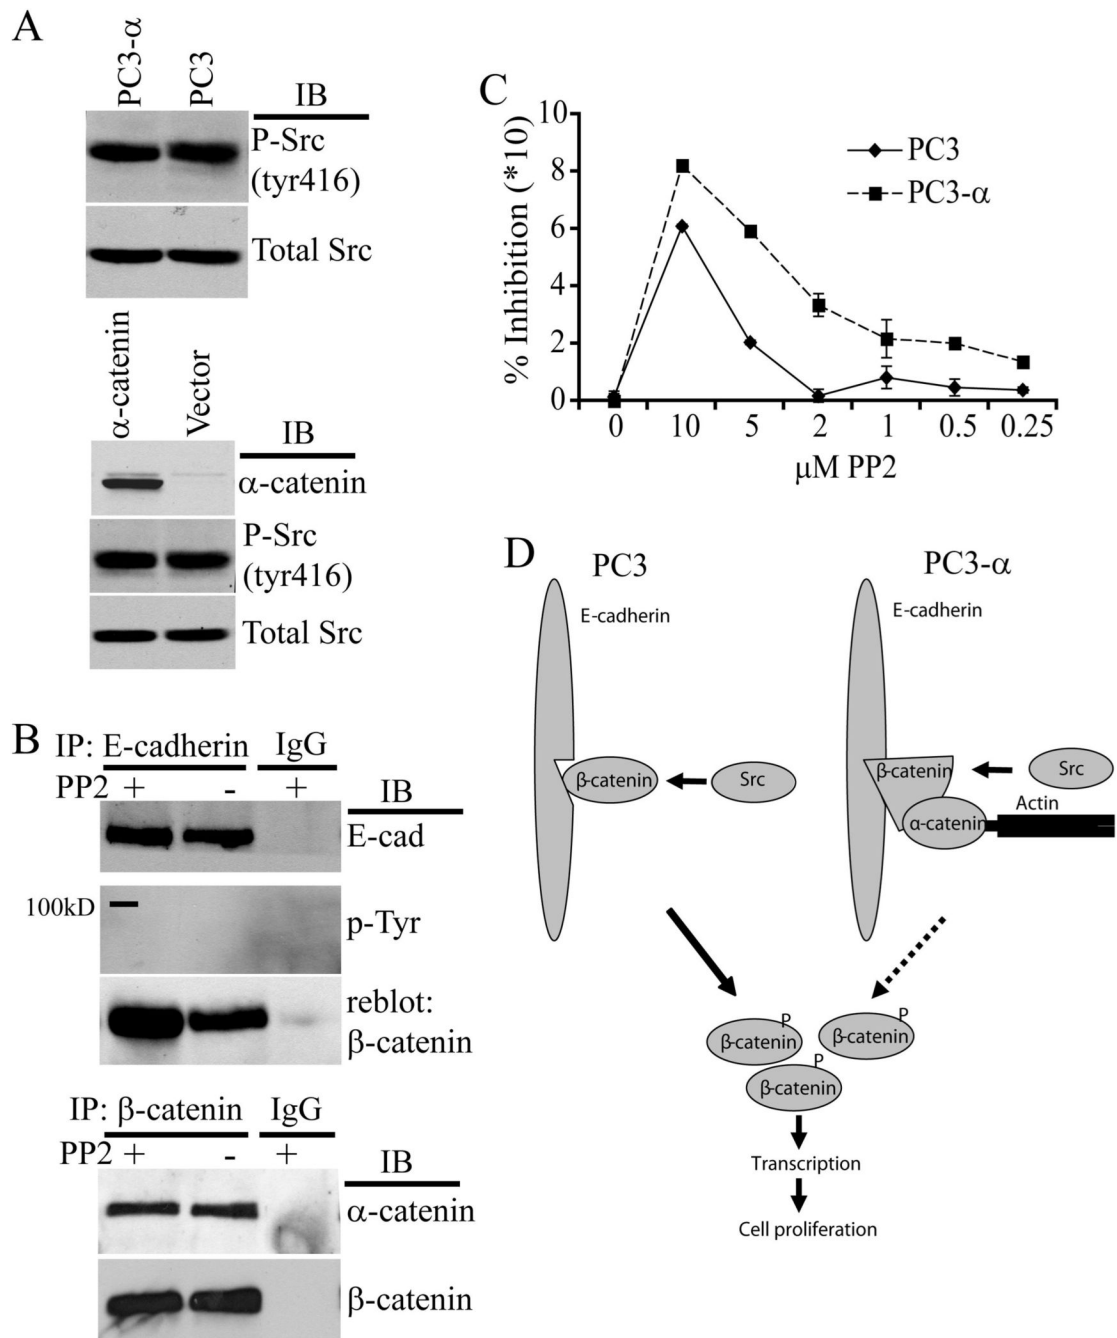 A
PC3-α
PC3
IB
P-Src
(tyr416)
Total Src
α-catenin
Vector
IB
α-catenin
P-Src
(tyr416)
Total Src
B
IP: E-cadherin IgG
PP2 + - + IB
E-cad
100kD
p-Tyr
reblot:
β-catenin
IP: β-catenin IgG
PP2 + - + IB
α-catenin
β-catenin
C
% Inhibition (*10)
10
8
6
4
2
0
PC3
PC3-α
0 10 5 2 1 0.5 0.25
μM PP2
D
PC3
E-cadherin
β-catenin
Src
PC3-α
E-cadherin
β-catenin
Src
Actin
α-catenin
P
β-catenin
P
β-catenin
P
β-catenin
Transcription
Cell proliferation